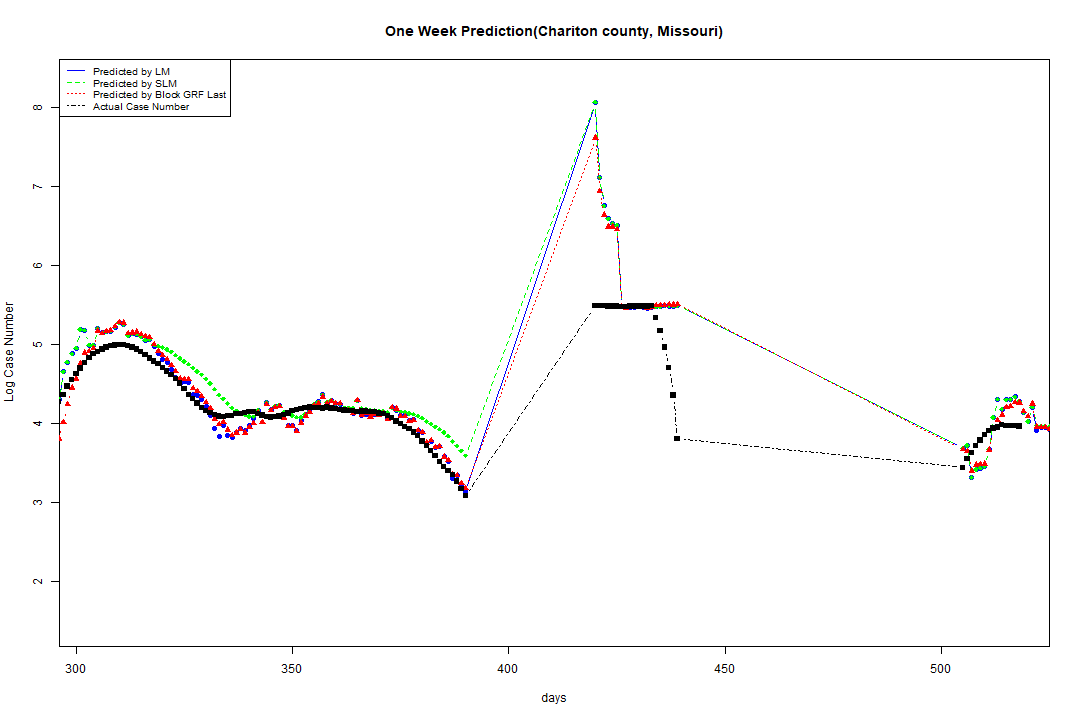 One Week Prediction(Chariton county, Missouri)
Predicted by LM
Predicted by SLM
Predicted by Block GRF Last
Actual Case Number
Log Case Number
8
7
6
5
4
3
2
300 350 400 450 500
days